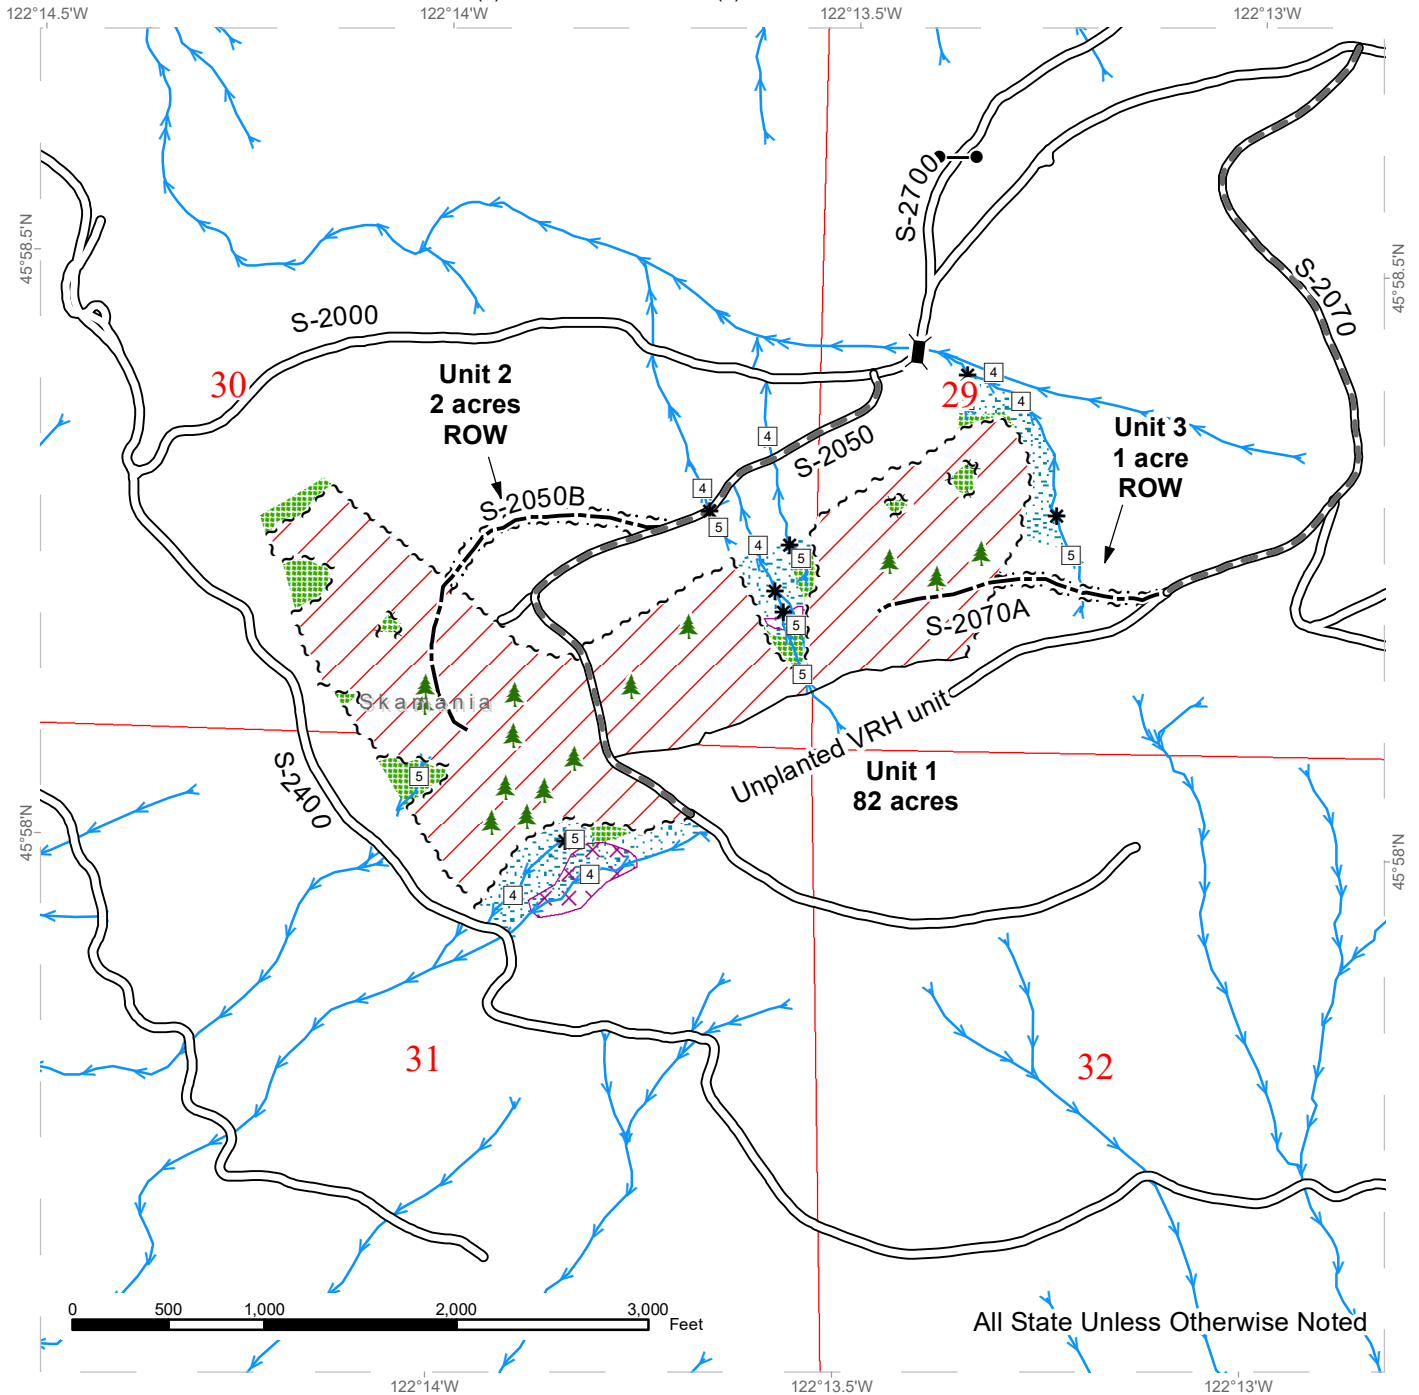 122°14.5'W
122°14'W
122°13.5'W
122°13'W
45°58.5'N
45°58.5'N
S-2700
S-2070
S-2000
30
Unit 2
2 acres
ROW
29
4
4
Unit 3
1 acre
ROW
4
S-2050
4
S-2050B
5
4
5
5
S-2070A
5
5
Skamania
Unplanted VRH unit
S-2400
5
Unit 1
82 acres
45°58'N
45°58'N
5
4
4
31
32
0
500
1,000
2,000
3,000
Feet
All State Unless Otherwise Noted
122°14'W
122°13.5'W
122°13'W